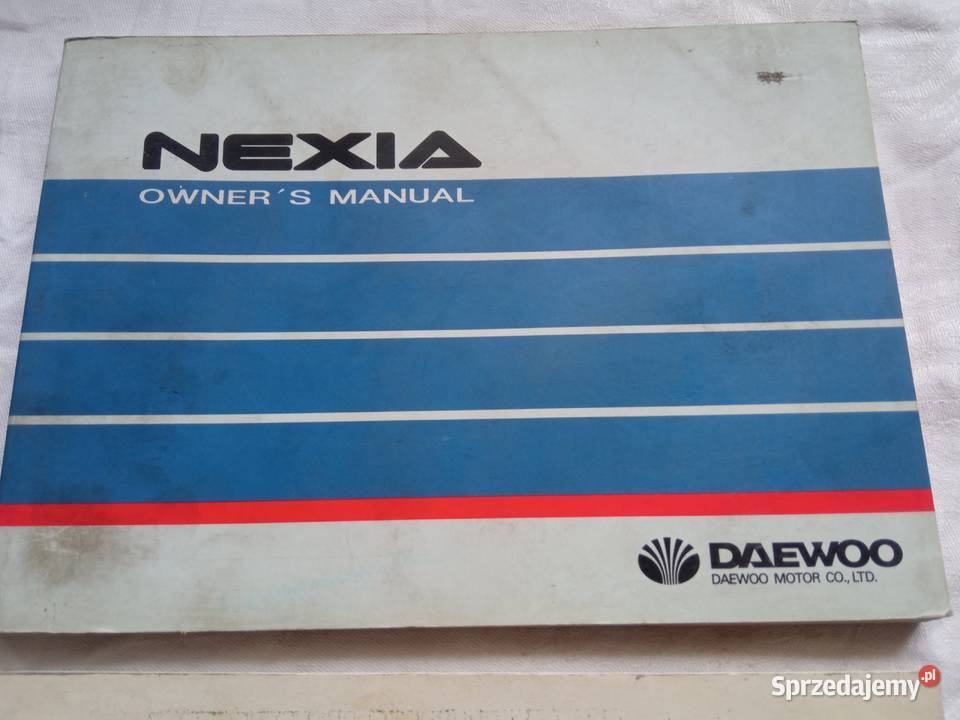 NEXIA
OWNER´S MANUAL
DAEWOO
DAEWOO MOTOR CO., LTD.
Sprzedajemy.pl